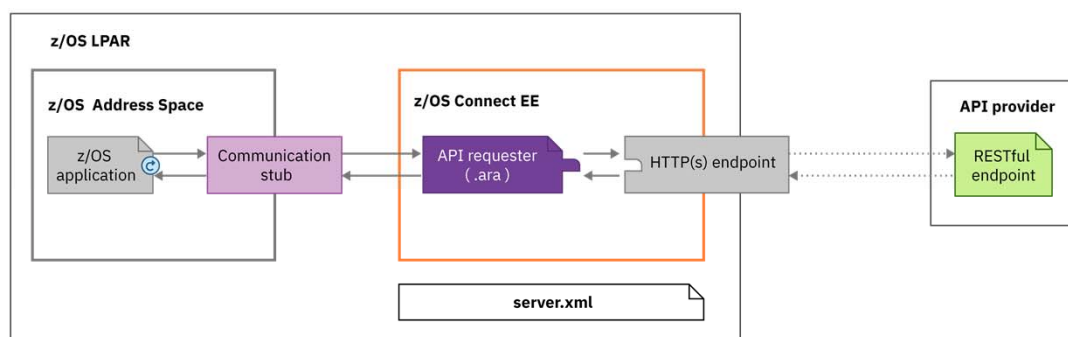 z/OS LPAR
z/OS Address Space
z/OS
application
Communication
stub
z/OS Connect EE
API requester
( .ara )
HTTP(s) endpoint
API provider
RESTful
endpoint
server.xml